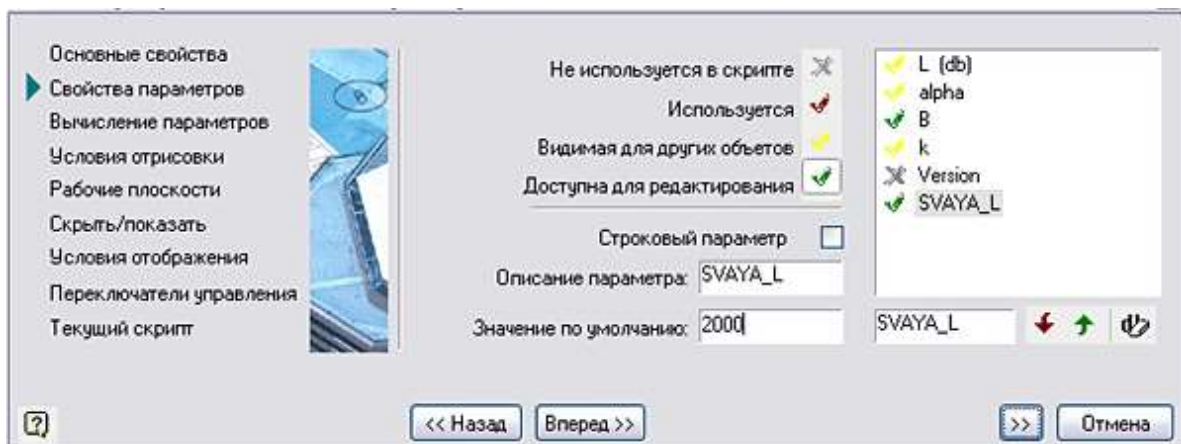 Основные свойства
Свойства параметров
Вычисление параметров
Условия отрисовки
Рабочие плоскости
Скрыть/показать
Условия отображения
Переключатели управления
Текущий скрипт
Не используется в скрипте
Используется
Видимая для других объетов
Доступна для редактирования
Строковый параметр
Описание параметра: SVAYA_L
Значение по умолчанию: 2000
L (db)
alpha
B
k
Version
SVAYA_L
SVAYA_L
<< Назад
Вперед >>
>>
Отмена